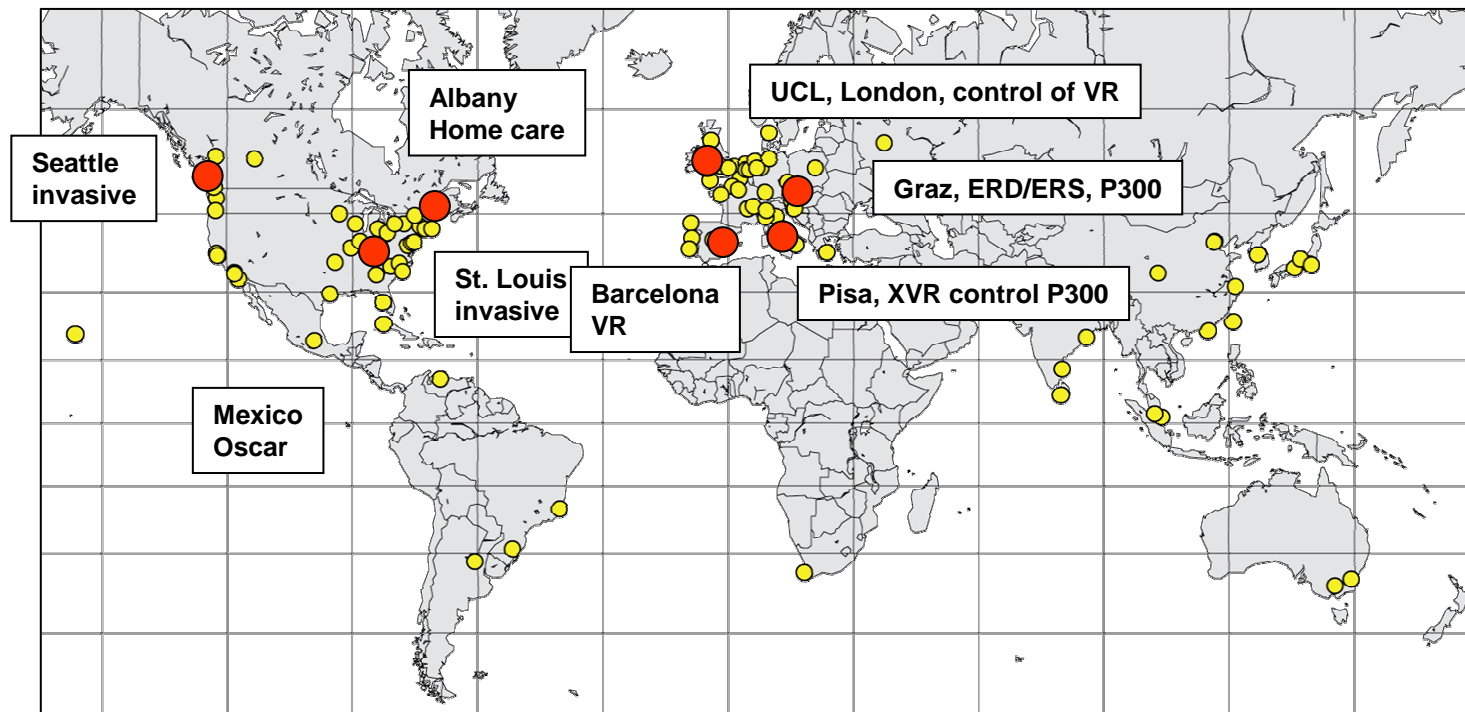 Albany
Home care
UCL, London, control of VR
Seattle
invasive
Graz, ERD/ERS, P300
St. Louis
invasive
Barcelona
VR
Pisa, XVR control P300
Mexico
Oscar